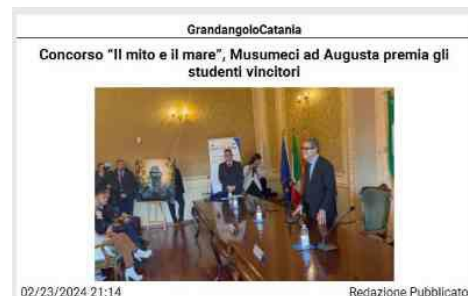 GrandangoloCatania
Concorso "Il mito e il mare", Musumeci ad Augusta premia gli
studenti vincitori
02/23/2024 21:14
Redazione Pubblicato